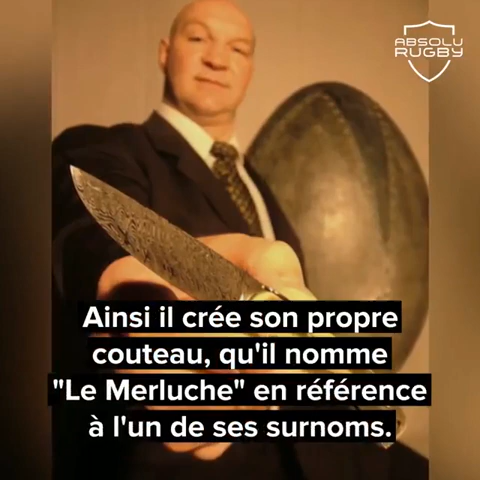 ABSOLU
RUGBY
Ainsi il crée son propre
couteau, qu'il nomme
"Le Merluche" en référence
à l'un de ses surnoms.